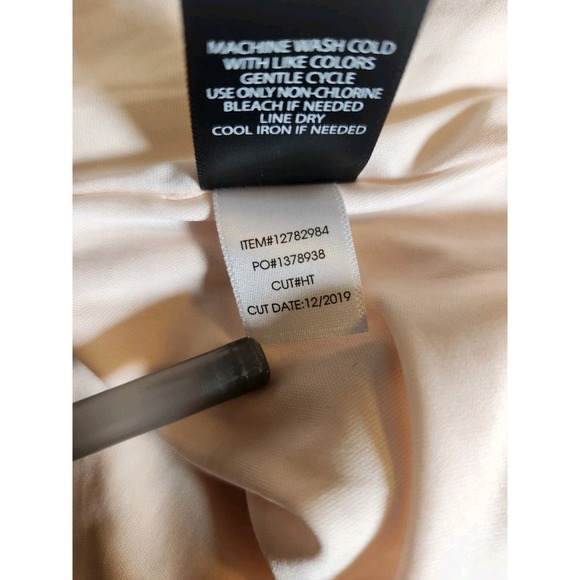 MACHINE WASH COLD
WITH LIKE COLORS
GENTLE CYCLE
USE ONLY NON-CHLORINE
BLEACH IF NEEDED
LINE DRY
COOL IRON IF NEEDED
ITEM#12782984
PO#1378938
CUT#HT
CUT DATE:12/2019